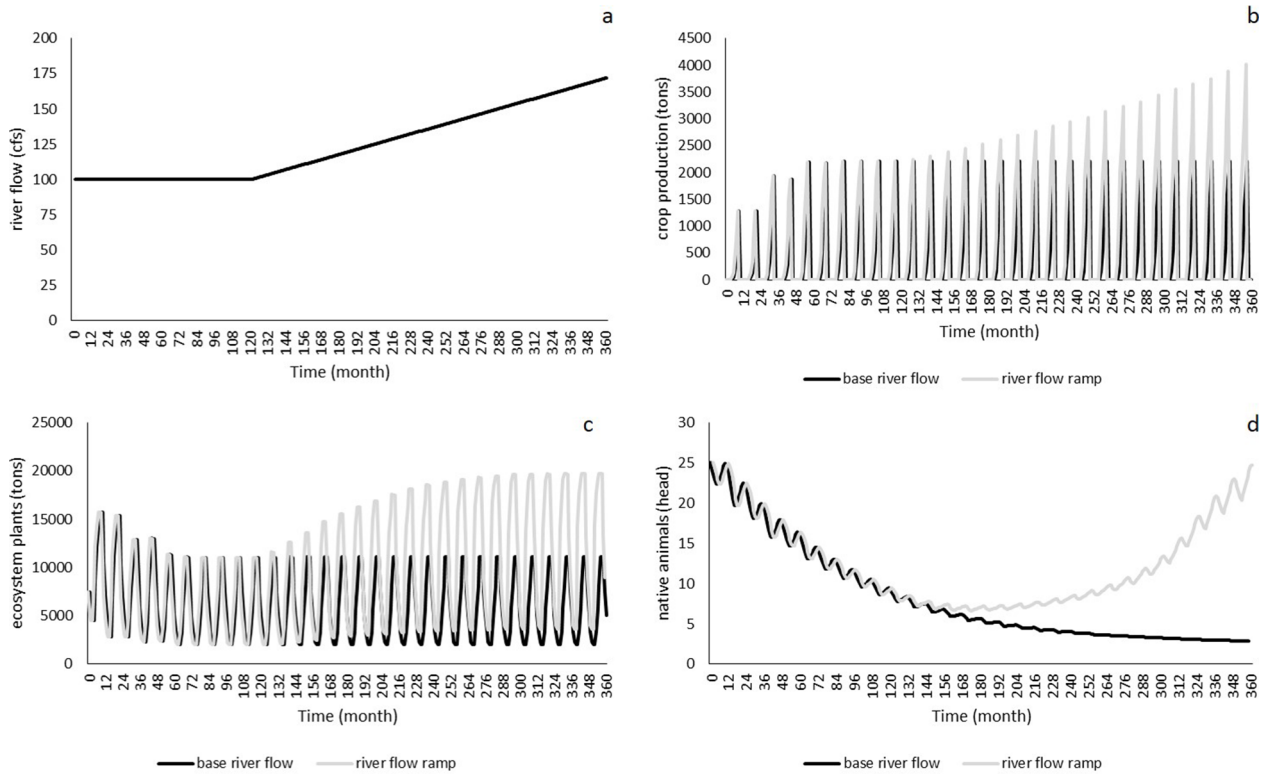 a
200
175
150
125
100
75
50
25
0
river flow (cfs)
0 12 24 36 48 60 72 84 96 108 120 132 144 156 168 180 192 204 216 228 240 252 264 276 288 300 312 324 336 348 360
Time (month)
b
4500
4000
3500
3000
2500
2000
1500
1000
500
0
crop production (tons)
0 12 24 36 48 60 72 84 96 108 120 132 144 156 168 180 192 204 216 228 240 252 264 276 288 300 312 324 336 348 360
Time (month)
base river flow river flow ramp
c
25000
20000
15000
10000
5000
0
ecosystem plants (tons)
0 12 24 36 48 60 72 84 96 108 120 132 144 156 168 180 192 204 216 228 240 252 264 276 288 300 312 324 336 348 360
Time (month)
base river flow river flow ramp
d
30
25
20
15
10
5
0
native animals (head)
0 12 24 36 48 60 72 84 96 108 120 132 144 156 168 180 192 204 216 228 240 252 264 276 288 300 312 324 336 348 360
Time (month)
base river flow river flow ramp